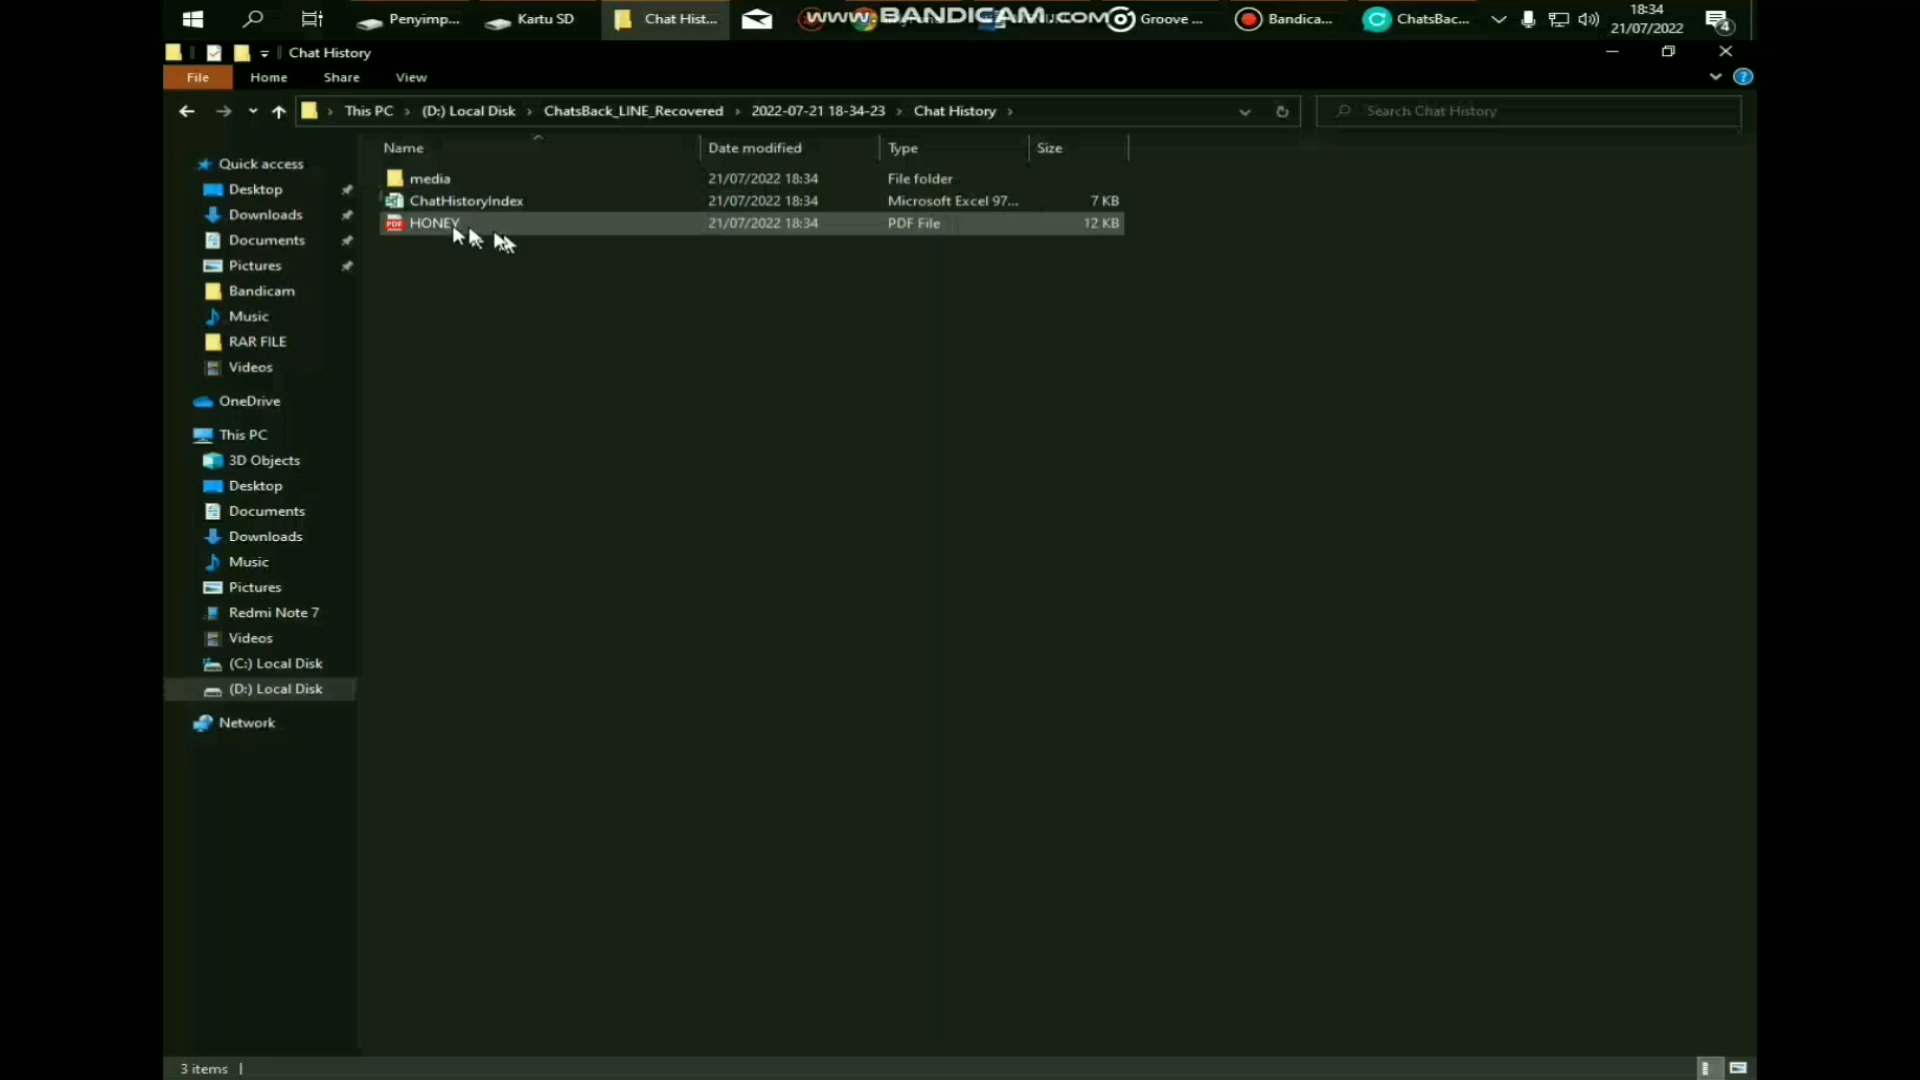 Penyimp...
Kartu SD
Chat Hist...
www.BANDICAM.com
Groove ...
Bandica...
ChatsBac...
18:34
21/07/2022
4
Chat History
File
Home
Share
View
This PC
(D:) Local Disk
ChatsBack_LINE_Recovered
2022-07-21 18-34-23
Chat History
Search Chat History
Name
Date modified
Type
Size
media
21/07/2022 18:34
File folder
ChatHistoryIndex
21/07/2022 18:34
Microsoft Excel 97...
7 KB
PDF
HONEY
21/07/2022 18:34
PDF File
12 KB
Quick access
Desktop
Downloads
Documents
Pictures
Bandicam
Music
RAR FILE
Videos
OneDrive
This PC
3D Objects
Desktop
Documents
Downloads
Music
Pictures
Redmi Note 7
Videos
(C:) Local Disk
(D:) Local Disk
Network
3 items